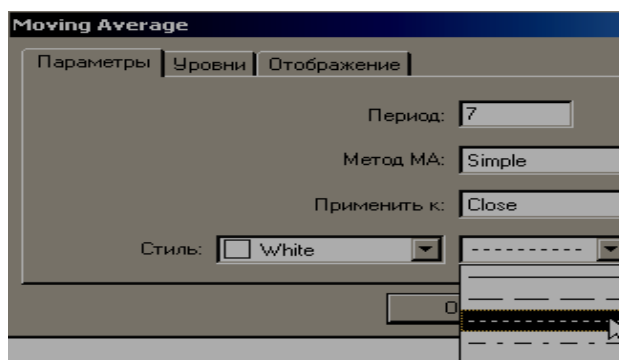 Moving Average
Параметры Уровни Отображение
Период: 7
Метод МА: Simple
Применить к: Close
Стиль: White